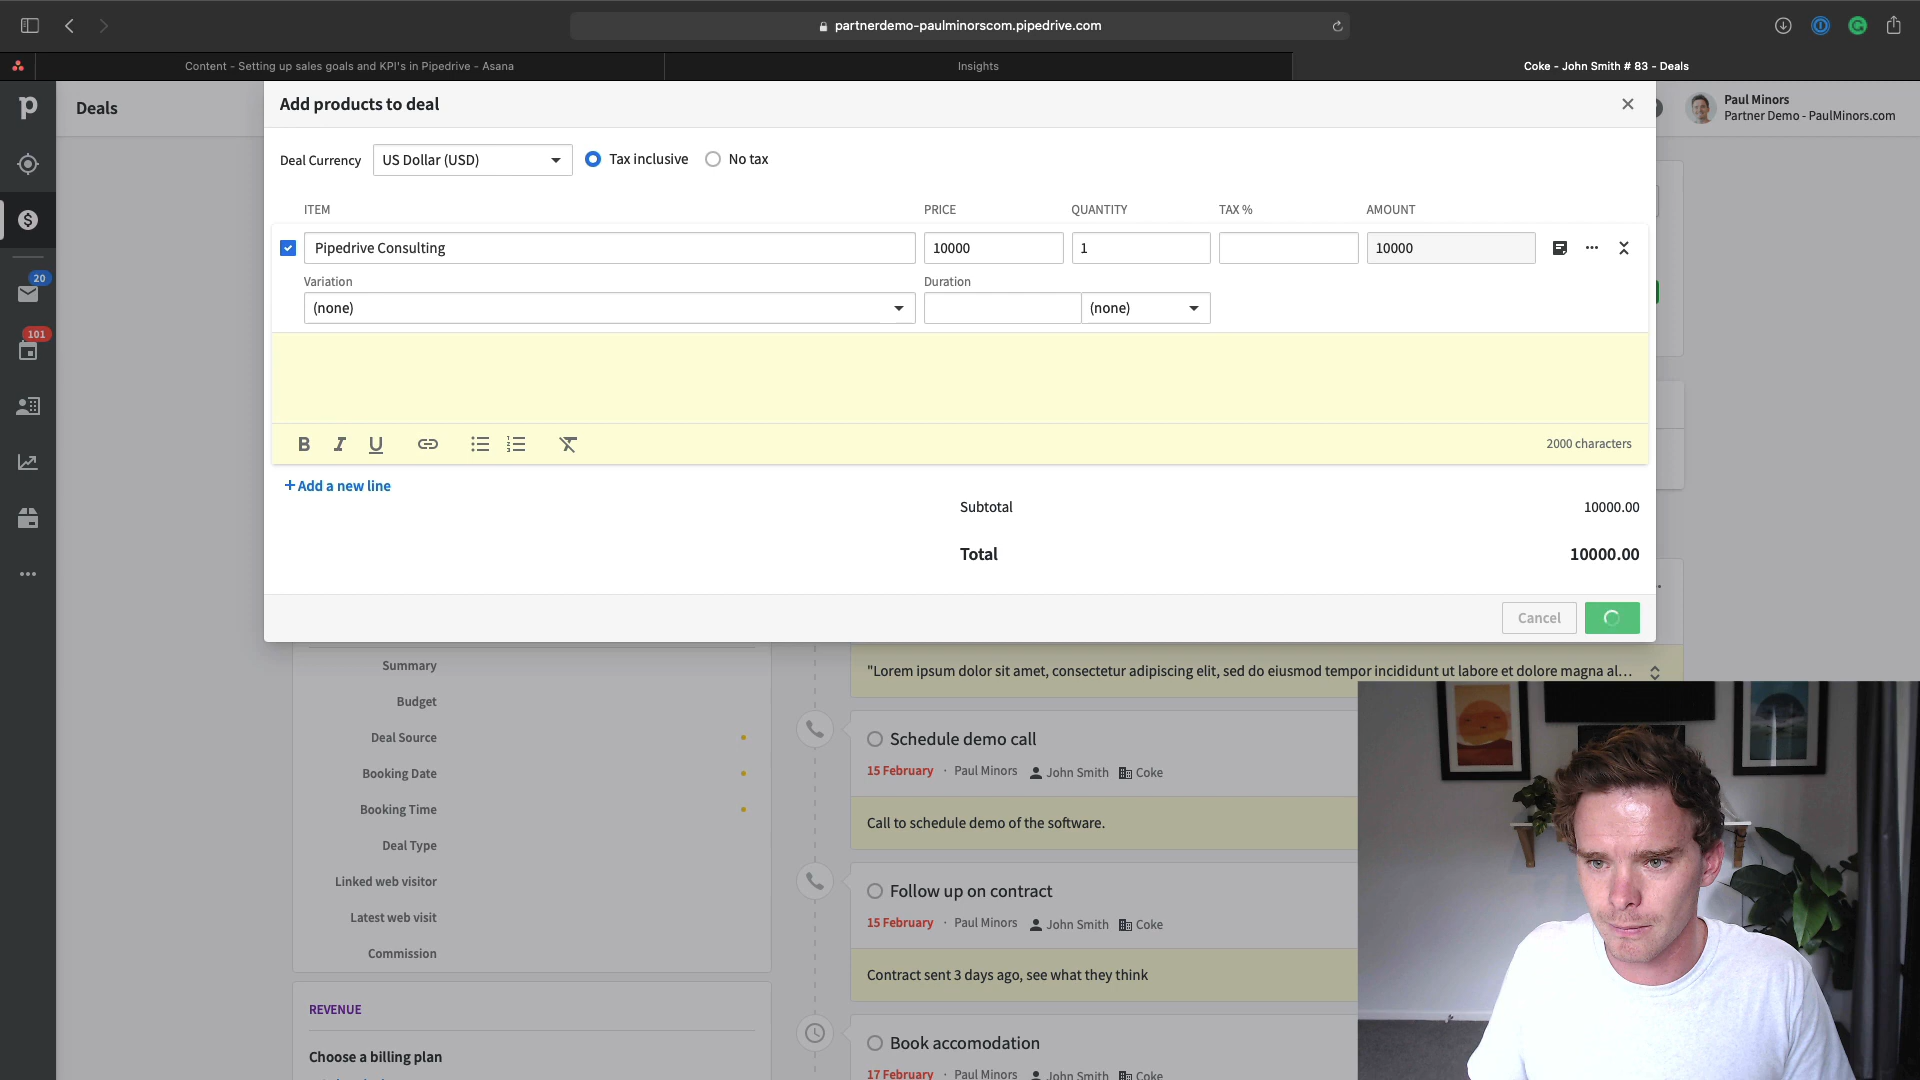 partnerdemo-paulminorscom.pipedrive.com
Content - Setting up sales goals and KPI's in Pipedrive - Asana
Insights
Coke - John Smith # 83 - Deals
Deals
Add products to deal
Paul Minors
Partner Demo - PaulMinors.com
Deal Currency
US Dollar (USD)
Tax inclusive
No tax
ITEM
PRICE
QUANTITY
TAX %
AMOUNT
Pipedrive Consulting
10000
1
10000
Variation
Duration
(none)
(none)
20
101
B I U
2000 characters
+ Add a new line
Subtotal
10000.00
Total
10000.00
Cancel
Summary
Budget
Deal Source
Booking Date
Booking Time
Deal Type
Linked web visitor
Latest web visit
Commission
REVENUE
Choose a billing plan
"Lorem ipsum dolor sit amet, consectetur adipiscing elit, sed do eiusmod tempor incididunt ut labore et dolore magna al...
Schedule demo call
15 February · Paul Minors John Smith Coke
Call to schedule demo of the software.
Follow up on contract
15 February · Paul Minors John Smith Coke
Contract sent 3 days ago, see what they think
Book accomodation
17 February · Paul Minors John Smith Coke